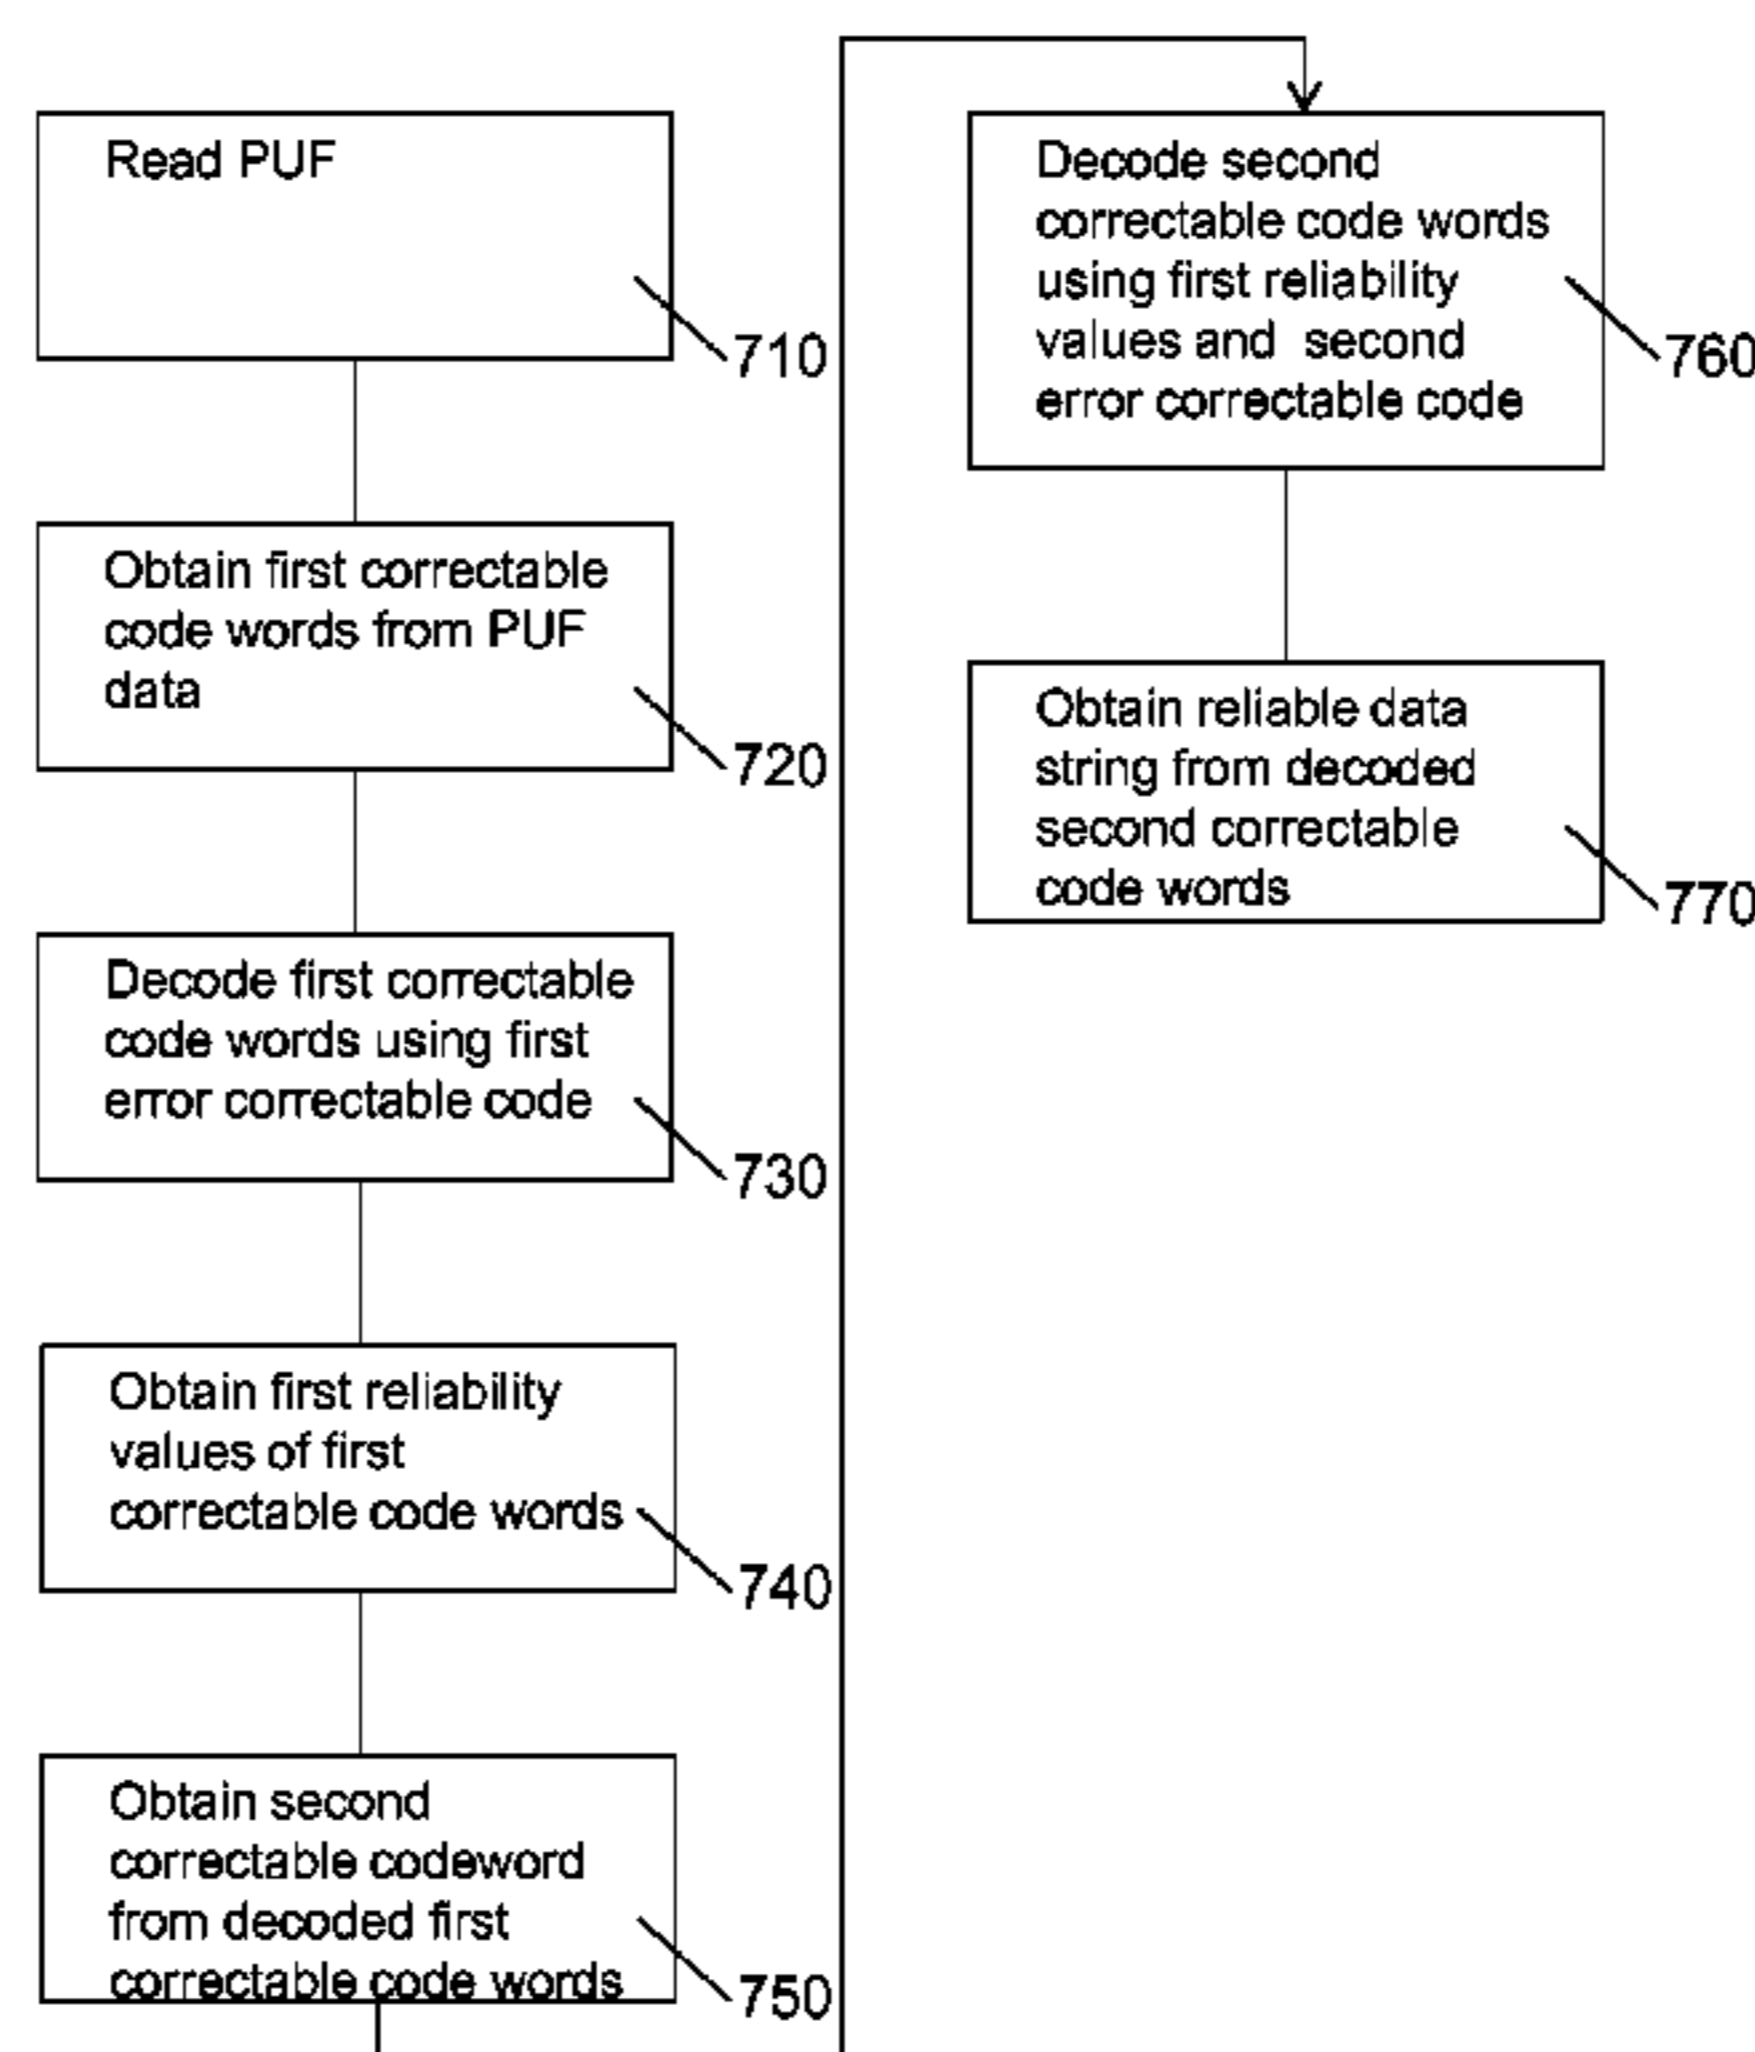 Read PUF
710
Obtain first correctable
code words from PUF
data
720
Decode first correctable
code words using first
error correctable code
730
Obtain first reliability
values of first
correctable code words
740
Obtain second
correctable codeword
from decoded first
correctable code words
750
Decode second
correctable code words
using first reliability
values and second
error correctable code
760
Obtain reliable data
string from decoded
second correctable
code words
770